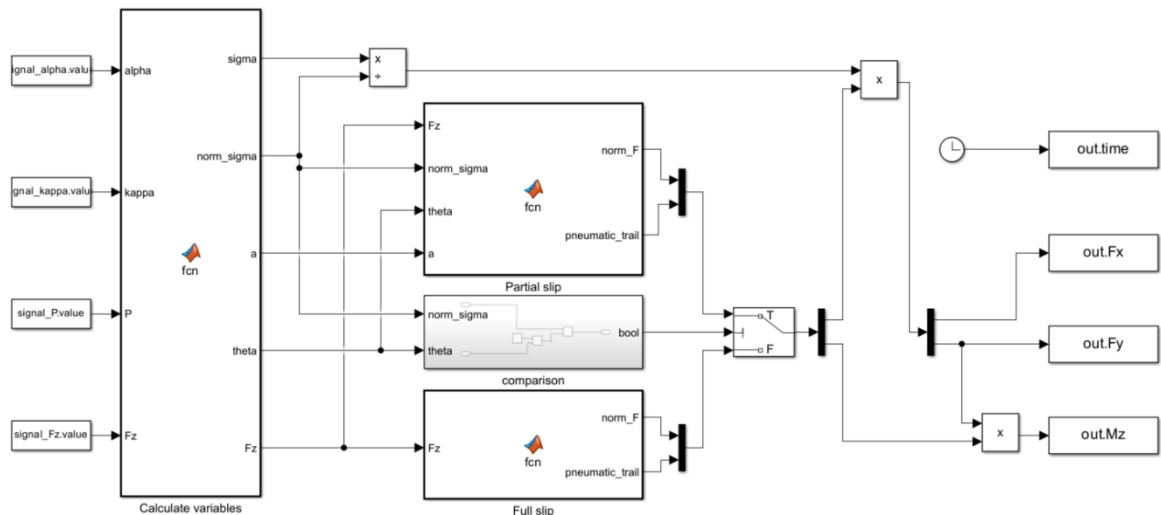 ignal_alpha.valu
gnal_kappa.valu
signal_P.value
signal_Fz.value
alpha
kappa
P
Fz
fcn
sigma
norm_sigma
a
theta
Fz
Calculate variables
x
÷
Fz
norm_sigma
theta
a
fcn
norm_F
pneumatic_trail
Partial slip
norm_sigma
theta
bool
comparison
Fz
fcn
norm_F
pneumatic_trail
Full slip
T
F
x
x
out.time
out.Fx
out.Fy
out.Mz